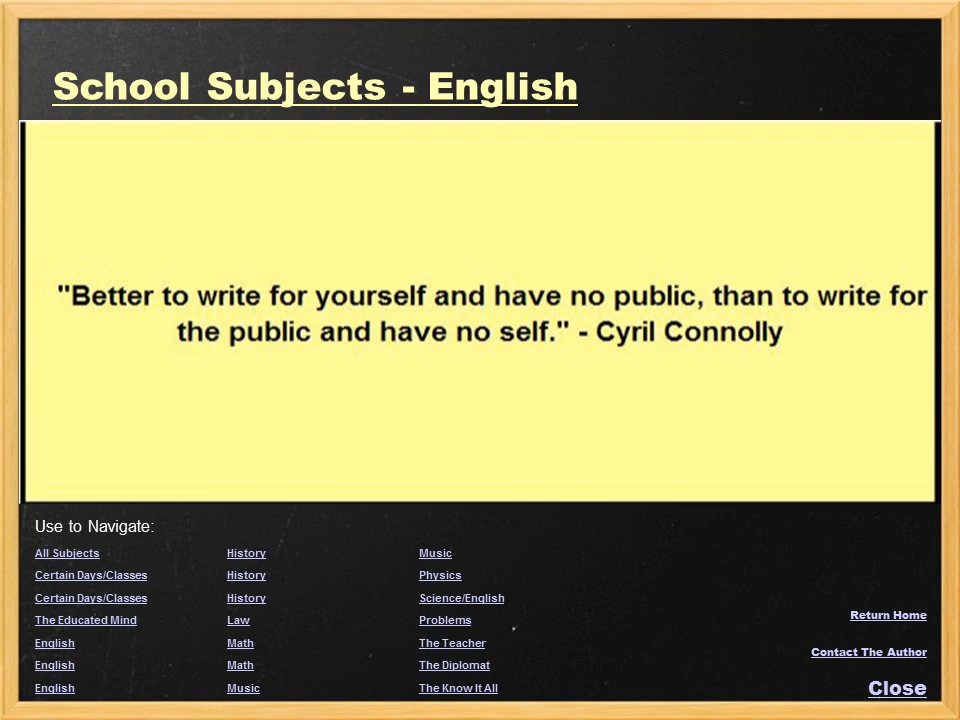 School Subjects - English
"Better to write for yourself and have no public, than to write for
the public and have no self." - Cyril Connolly
Use to Navigate:
All Subjects
Certain Days/Classes
Certain Days/Classes
The Educated Mind
English
English
English
History
History
History
Law
Math
Math
Music
Music
Physics
Science/English
Problems
The Teacher
The Diplomat
The Know It All
Return Home
Contact The Author
Close